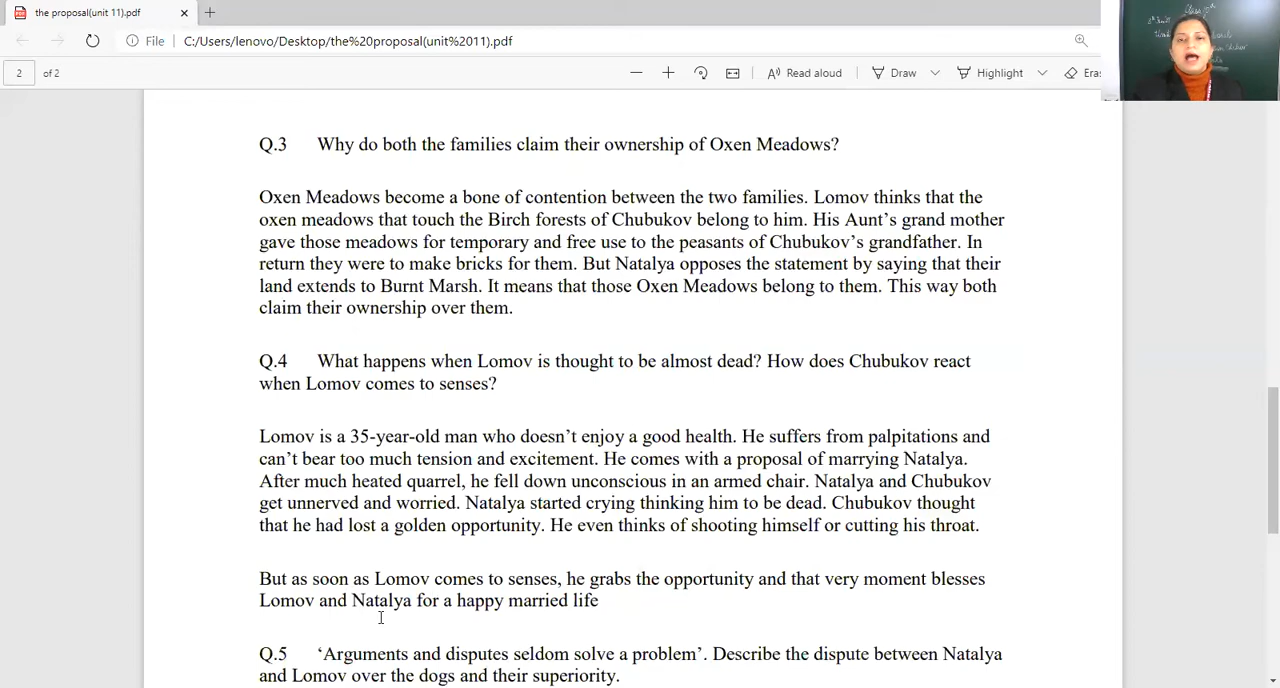 the proposal(unit 11).pdf
File | C:/Users/lenovo/Desktop/the%20proposal(unit%2011).pdf
2 of 2
Read aloud
Draw
Highlight
Eras
Q.3 Why do both the families claim their ownership of Oxen Meadows?
Oxen Meadows become a bone of contention between the two families. Lomov thinks that the
oxen meadows that touch the Birch forests of Chubukov belong to him. His Aunt’s grand mother
gave those meadows for temporary and free use to the peasants of Chubukov’s grandfather. In
return they were to make bricks for them. But Natalya opposes the statement by saying that their
land extends to Burnt Marsh. It means that those Oxen Meadows belong to them. This way both
claim their ownership over them.
Q.4 What happens when Lomov is thought to be almost dead? How does Chubukov react
when Lomov comes to senses?
Lomov is a 35-year-old man who doesn’t enjoy a good health. He suffers from palpitations and
can’t bear too much tension and excitement. He comes with a proposal of marrying Natalya.
After much heated quarrel, he fell down unconscious in an armed chair. Natalya and Chubukov
get unnerved and worried. Natalya started crying thinking him to be dead. Chubukov thought
that he had lost a golden opportunity. He even thinks of shooting himself or cutting his throat.
But as soon as Lomov comes to senses, he grabs the opportunity and that very moment blesses
Lomov and Natalya for a happy married life
Q.5 ‘Arguments and disputes seldom solve a problem’. Describe the dispute between Natalya
and Lomov over the dogs and their superiority.